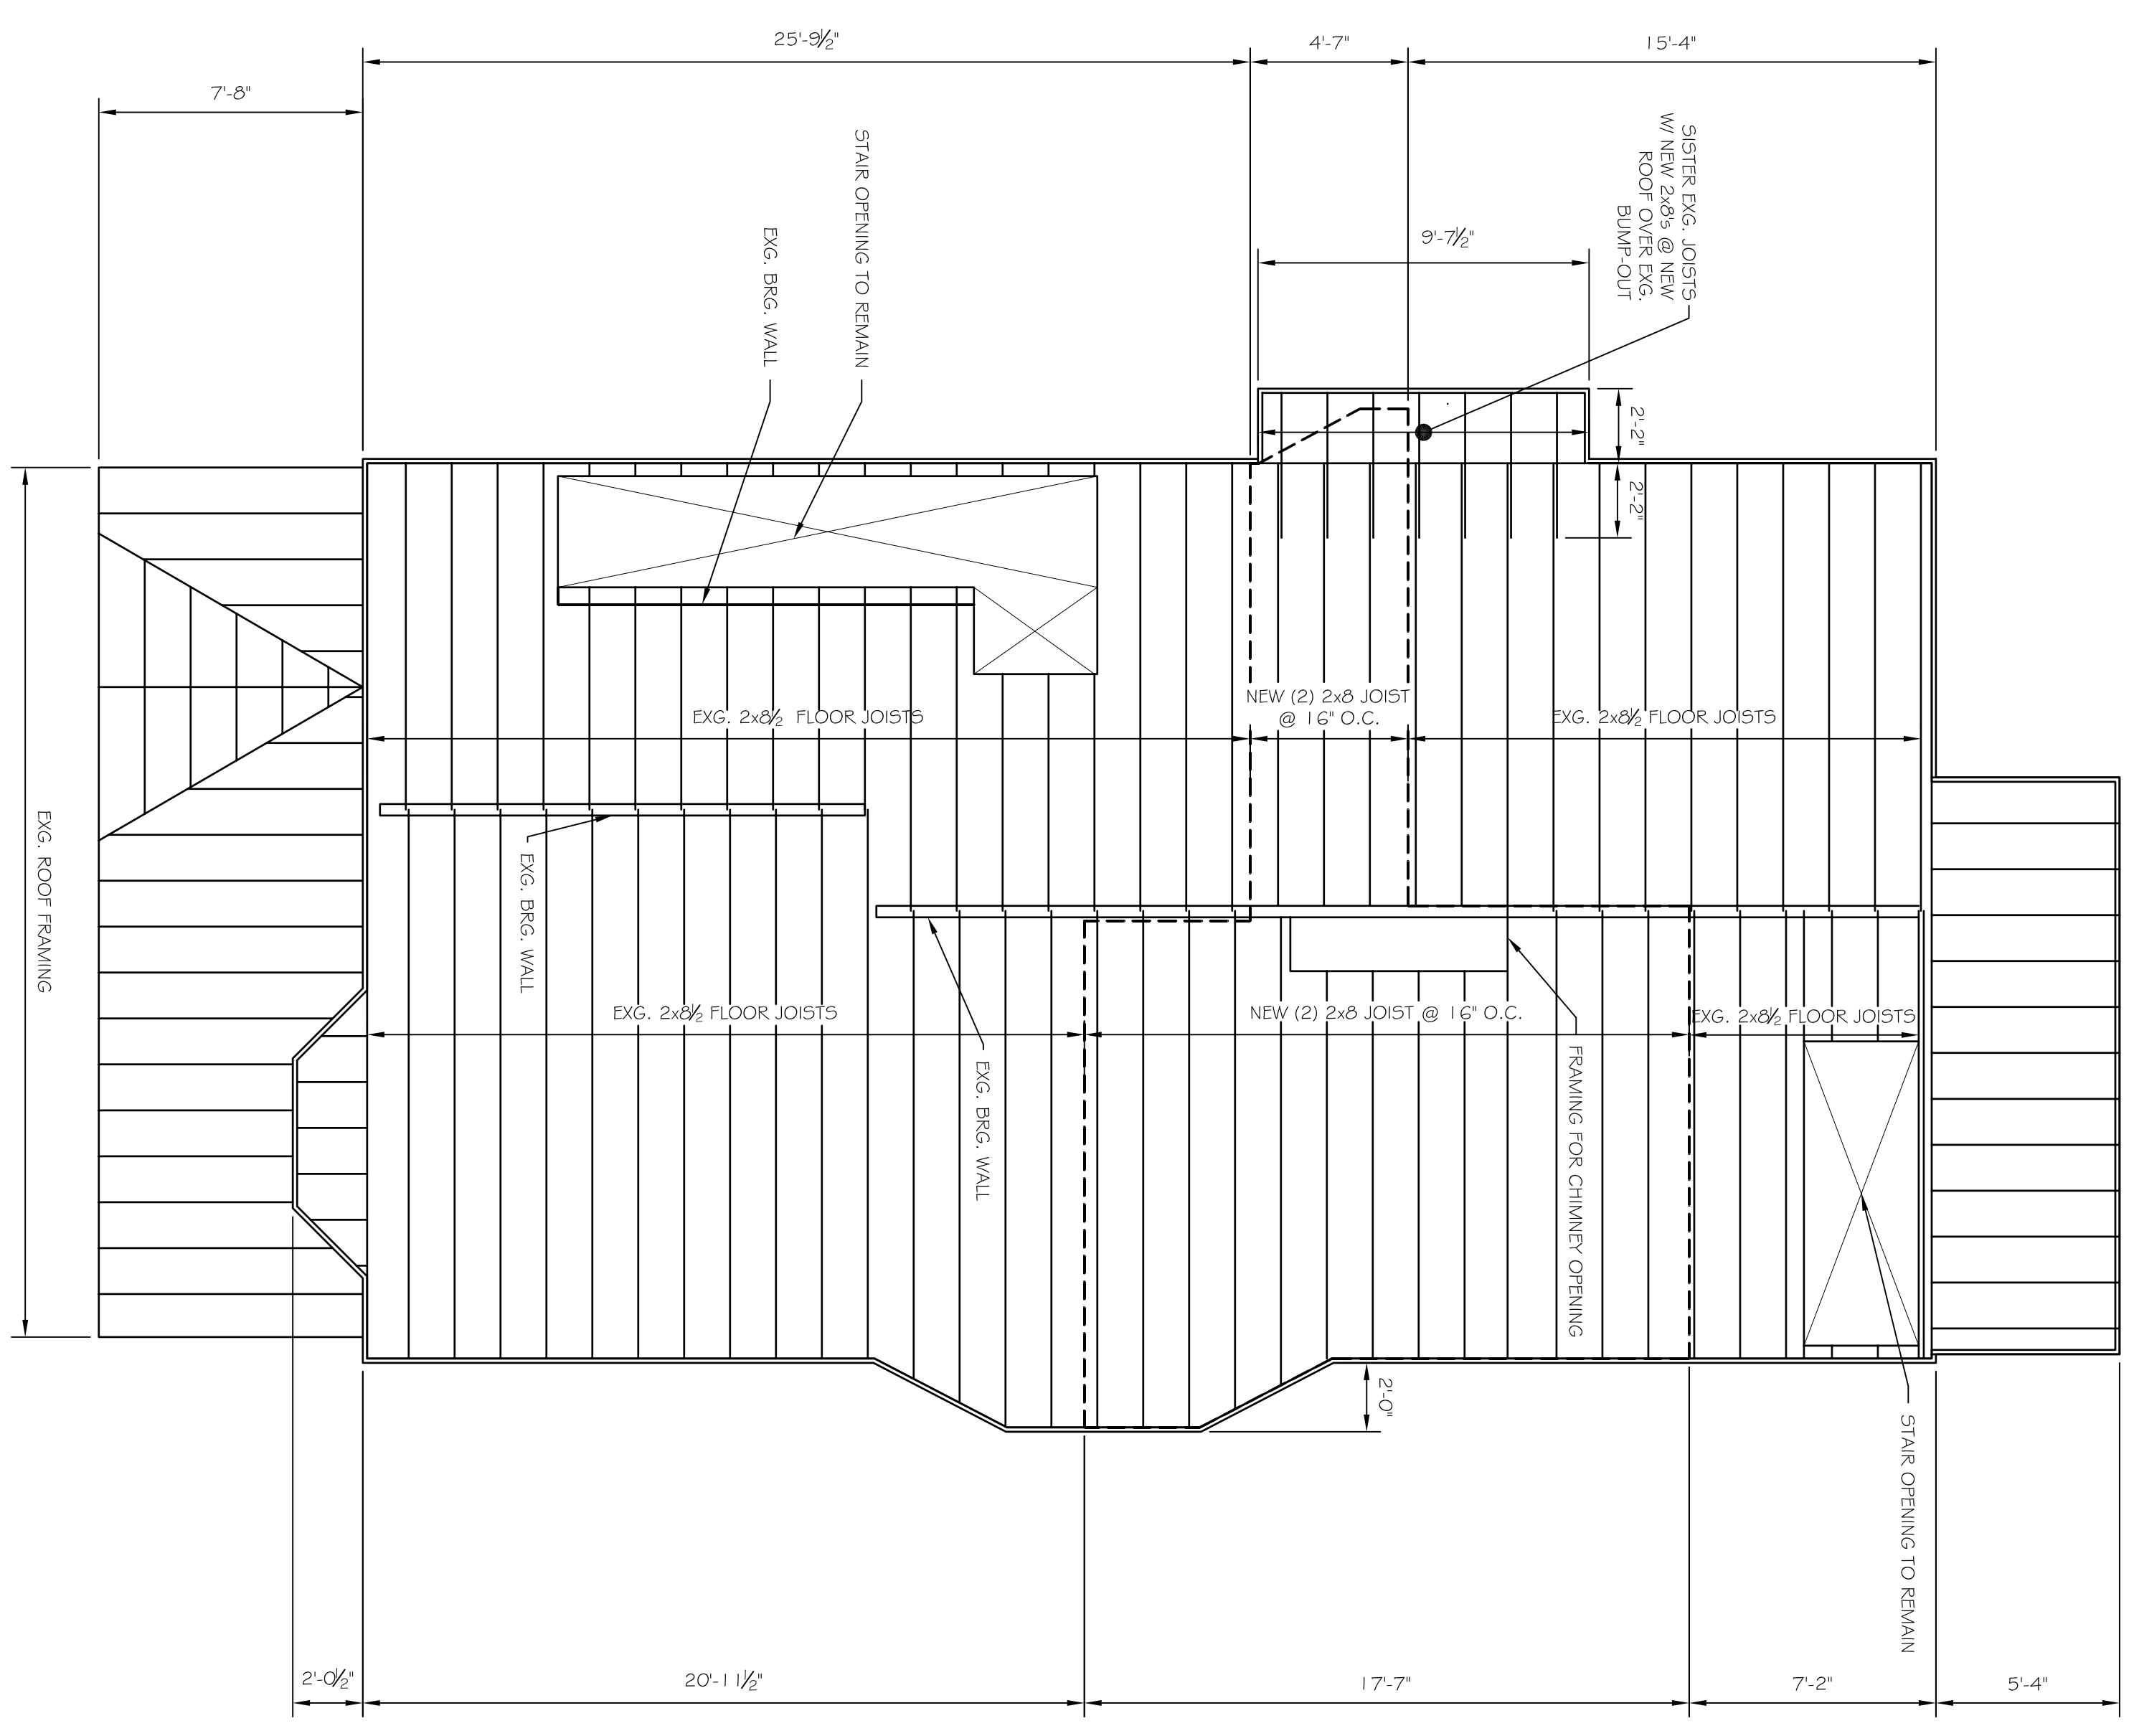 25'-9½"
4'-7"
15'-4"
7'-8"
SISTER EXG. JOISTS
W/ NEW 2x8's @ NEW
ROOF OVER EXG.
BUMP-OUT
STAIR OPENING TO REMAIN
EXG. BRG. WALL
9'-7½"
2'-2"
2'-2"
NEW (2) 2x8 JOIST
@ 16" O.C.
EXG. 2x8½ FLOOR JOISTS
EXG. 2x8½ FLOOR JOISTS
EXG. ROOF FRAMING
EXG. BRG. WALL
EXG. 2x8½ FLOOR JOISTS
NEW (2) 2x8 JOIST @ 16" O.C.
EXG. 2x8½ FLOOR JOISTS
EXG. BRG. WALL
FRAMING FOR CHIMNEY OPENING
2'-0"
STAIR OPENING TO REMAIN
2'-0½"
20'-11½"
17'-7"
7'-2"
5'-4"